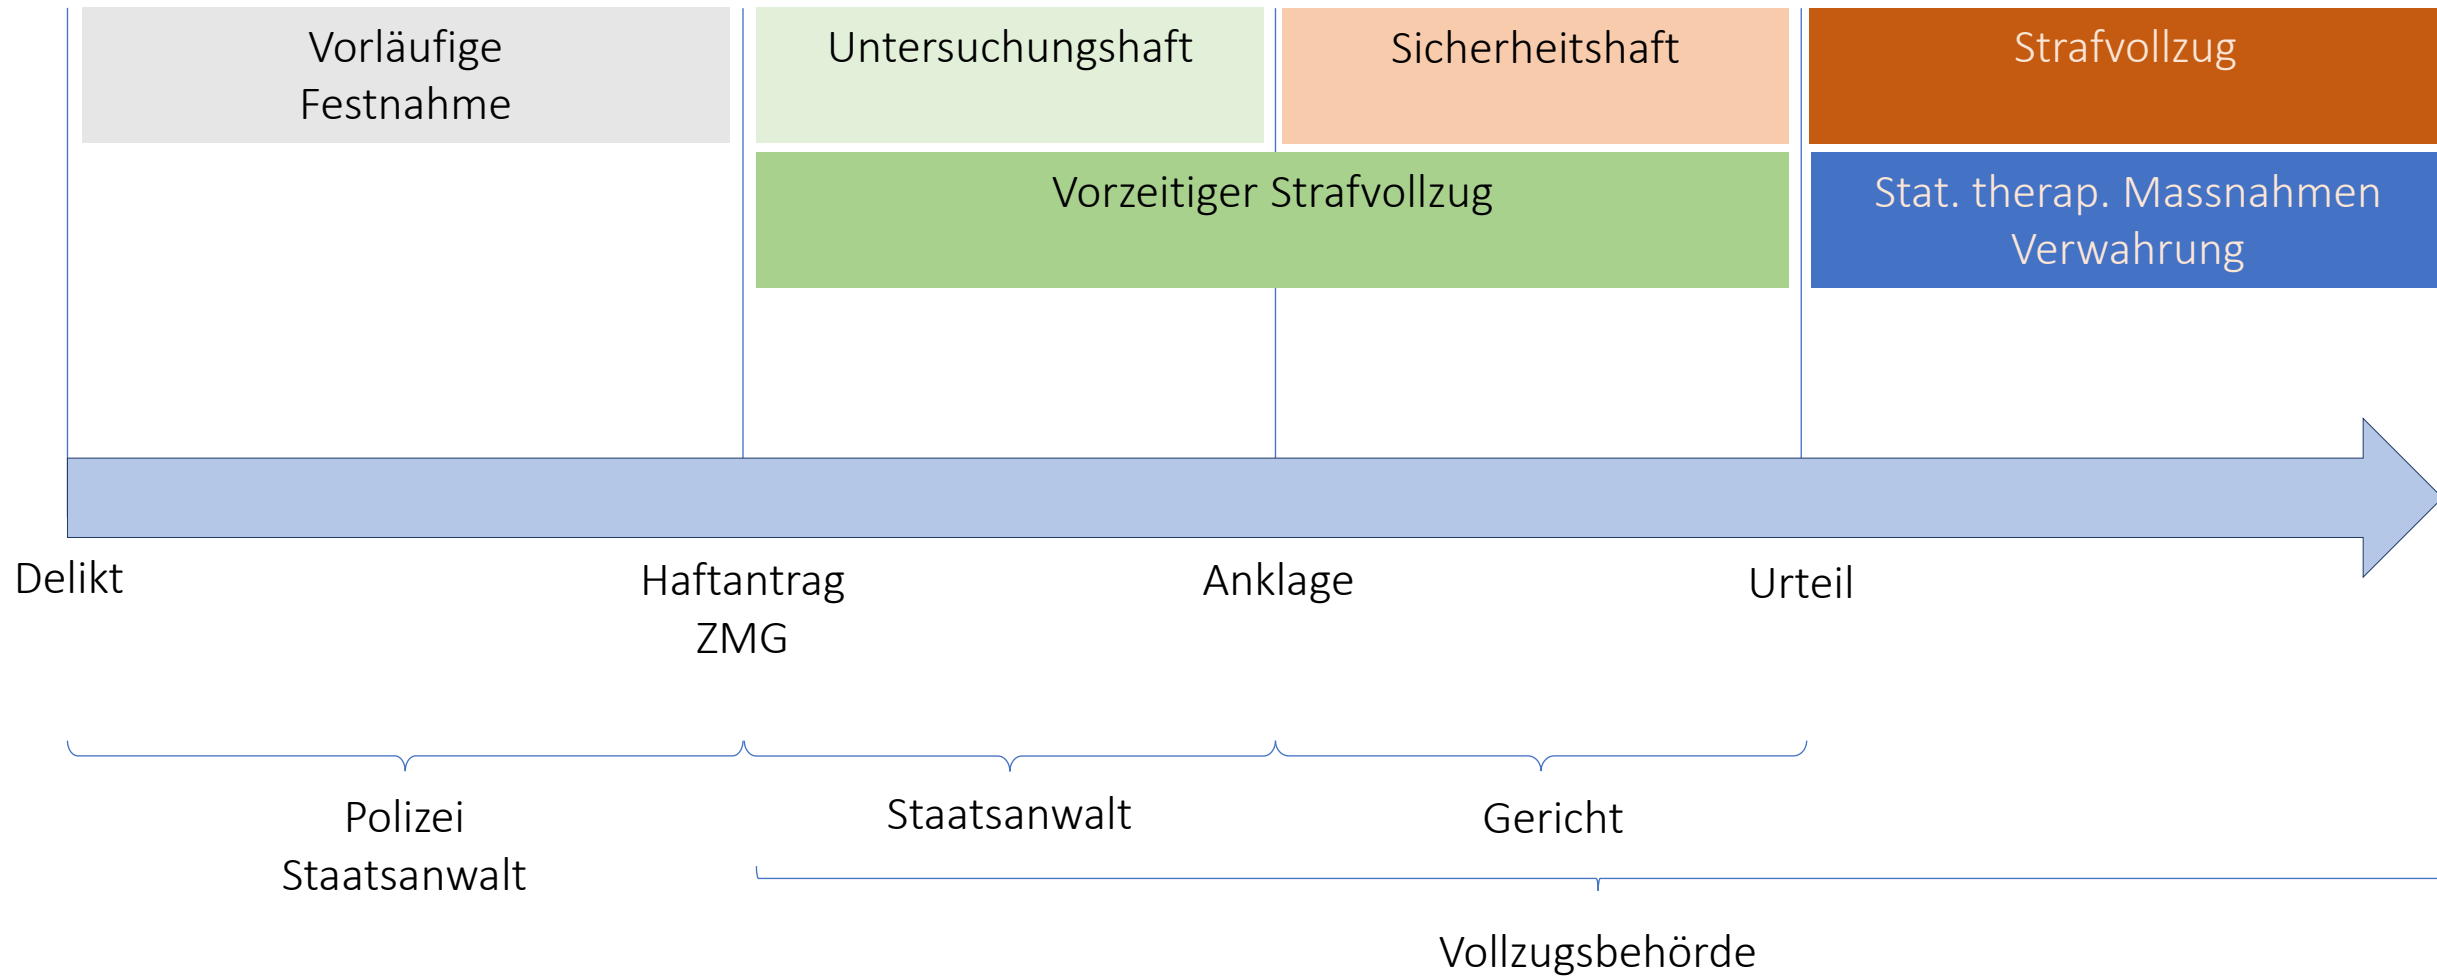 Vorläufige
Festnahme
Untersuchungshaft
Sicherheitshaft
Strafvollzug
Vorzeitiger Strafvollzug
Stat. therap. Massnahmen
Verwahrung
Delikt
Haftantrag
ZMG
Anklage
Urteil
Polizei
Staatsanwalt
Staatsanwalt
Gericht
Vollzugsbehörde